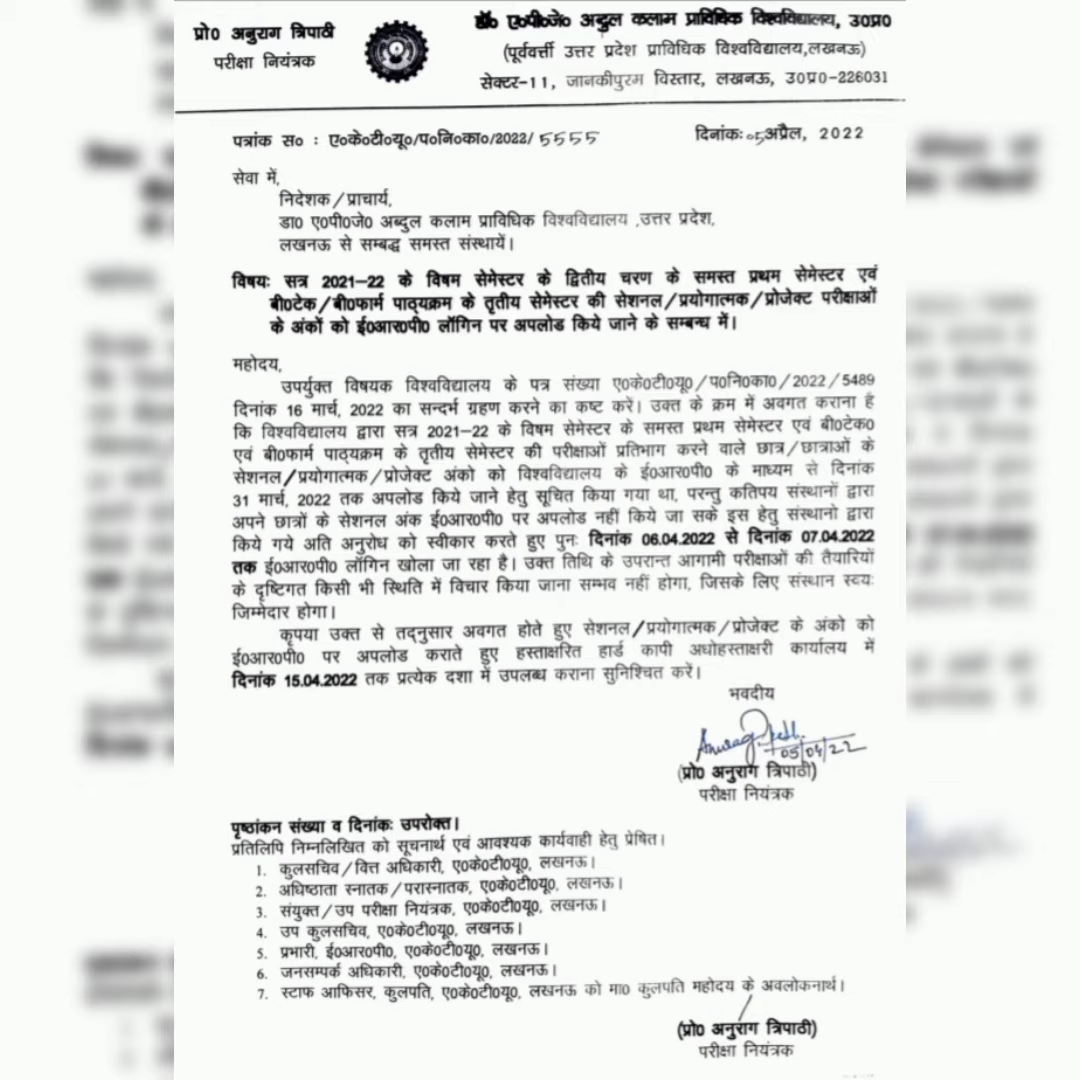 प्रो0 अनुराग त्रिपाठी
परीक्षा नियंत्रक
डॉ0 ए0पी0जे0 अब्दुल कलाम प्राविधिक विश्वविद्यालय, उ0प्र0
(पूर्ववर्ती उत्तर प्रदेश प्राविधिक विश्वविद्यालय,लखनऊ)
सेक्टर-11, जानकीपुरम विस्तार, लखनऊ, उ0प्र0-226031
पत्रांक स0 : ए0के0टी0यू0/प0नि0का0/2022/5555
दिनांकः05अप्रैल, 2022
सेवा में,
निदेशक/प्राचार्य,
डा0 ए0पी0जे0 अब्दुल कलाम प्राविधिक विश्वविद्यालय ,उत्तर प्रदेश,
लखनऊ से सम्बद्ध समस्त संस्थायें।
विषयः सत्र 2021-22 के विषम सेमेस्टर के द्वितीय चरण के समस्त प्रथम सेमेस्टर एवं
बी0टेक/बी0फार्म पाठ्यक्रम के तृतीय सेमेस्टर की सेशनल/प्रयोगात्मक/प्रोजेक्ट परीक्षाओं
के अंकों को ई0आर0पी0 लॉगिन पर अपलोड किये जाने के सम्बन्ध में।
महोदय,
उपर्युक्त विषयक विश्वविद्यालय के पत्र संख्या ए0के0टी0यू0/प0नि0का0/2022/5489
दिनांक 16 मार्च, 2022 का सन्दर्भ ग्रहण करने का कष्ट करें। उक्त के क्रम में अवगत कराना है
कि विश्वविद्यालय द्वारा सत्र 2021-22 के विषम सेमेस्टर के समस्त प्रथम सेमेस्टर एवं बी0टेक0
एवं बी0फार्म पाठ्यक्रम के तृतीय सेमेस्टर की परीक्षाओं प्रतिभाग करने वाले छात्र/छात्राओं के
सेशनल/प्रयोगात्मक/प्रोजेक्ट अंको को विश्वविद्यालय के ई0आर0पी0 के माध्यम से दिनांक
31 मार्च, 2022 तक अपलोड किये जाने हेतु सूचित किया गया था, परन्तु कतिपय संस्थानों द्वारा
अपने छात्रों के सेशनल अंक ई0आर0पी0 पर अपलोड नहीं किये जा सके इस हेतु संस्थानो द्वारा
किये गये अति अनुरोध को स्वीकार करते हुए पुनः दिनांक 06.04.2022 से दिनांक 07.04.2022
तक ई0आर0पी0 लॉगिन खोला जा रहा है। उक्त तिथि के उपरान्त आगामी परीक्षाओं की तैयारियों
के दृष्टिगत किसी भी स्थिति में विचार किया जाना सम्भव नहीं होगा, जिसके लिए संस्थान स्वयः
जिम्मेदार होगा।
कृपया उक्त से तद्नुसार अवगत होते हुए सेशनल/प्रयोगात्मक/प्रोजेक्ट के अंको को
ई0आर0पी0 पर अपलोड कराते हुए हस्ताक्षरित हार्ड कापी अधोहस्ताक्षरी कार्यालय में
दिनांक 15.04.2022 तक प्रत्येक दशा में उपलब्ध कराना सुनिश्चित करें।
भवदीय
05/04/22
(प्रो0 अनुराग त्रिपाठी)
परीक्षा नियंत्रक
पृष्ठांकन संख्या व दिनांकः उपरोक्त।
प्रतिलिपि निम्नलिखित को सूचनार्थ एवं आवश्यक कार्यवाही हेतु प्रेषित।
1. कुलसचिव/वित्त अधिकारी, ए0के0टी0यू0, लखनऊ।
2. अधिष्ठाता स्नातक/परास्नातक, ए0के0टी0यू0, लखनऊ।
3. संयुक्त/उप परीक्षा नियंत्रक, ए0के0टी0यू0, लखनऊ।
4. उप कुलसचिव, ए0के0टी0यू0, लखनऊ।
5. प्रभारी, ई0आर0पी0, ए0के0टी0यू0, लखनऊ।
6. जनसम्पर्क अधिकारी, ए0के0टी0यू0, लखनऊ।
7. स्टाफ आफिसर, कुलपति, ए0के0टी0यू0, लखनऊ को मा0 कुलपति महोदय के अवलोकनार्थ।
(प्रो0 अनुराग त्रिपाठी)
परीक्षा नियंत्रक